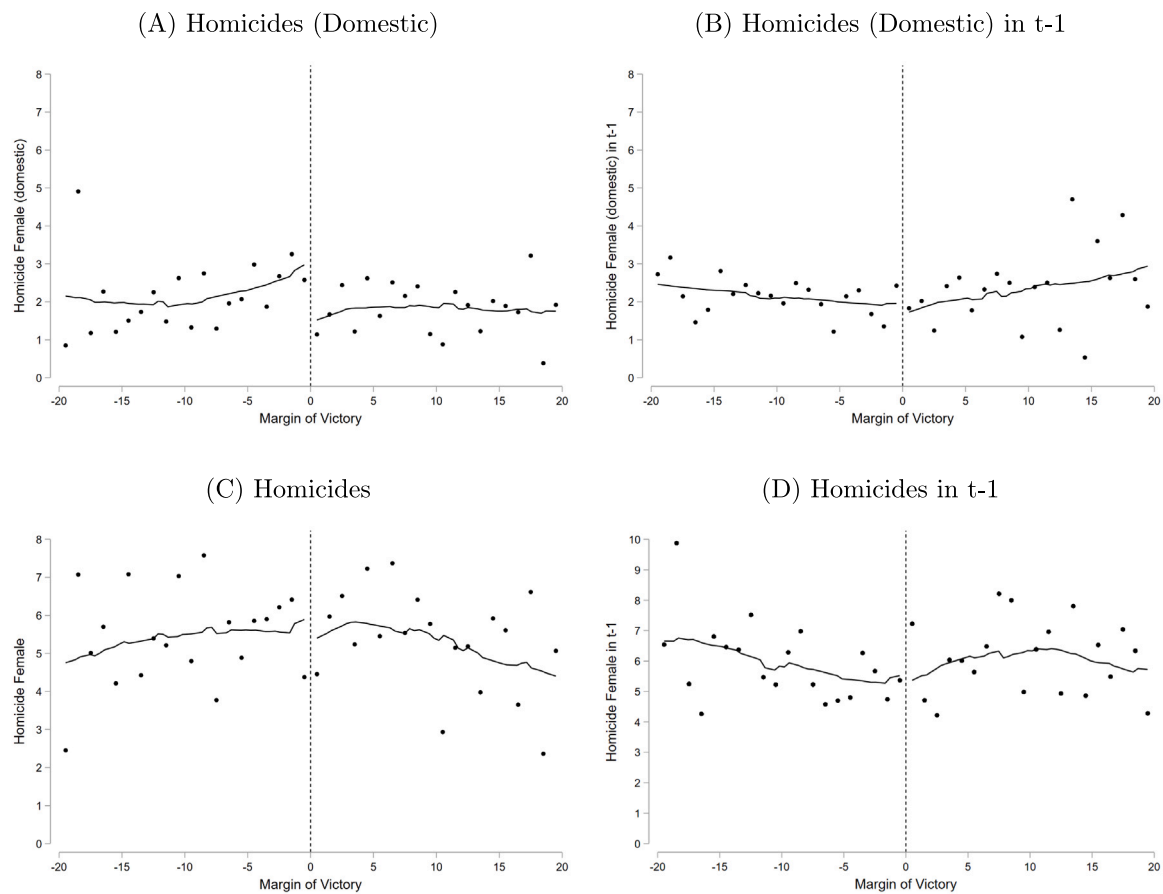 (A) Homicides (Domestic)
Homicide Female (domestic)
8
7
6
5
4
3
2
1
0
-20 -15 -10 -5 0 5 10 15 20
Margin of Victory
(B) Homicides (Domestic) in t-1
Homicide Female (domestic) in t-1
8
7
6
5
4
3
2
1
0
-20 -15 -10 -5 0 5 10 15 20
Margin of Victory
(C) Homicides
Homicide Female
8
7
6
5
4
3
2
1
0
-20 -15 -10 -5 0 5 10 15 20
Margin of Victory
(D) Homicides in t-1
Homicide Female in t-1
10
9
8
7
6
5
4
3
2
1
0
-20 -15 -10 -5 0 5 10 15 20
Margin of Victory